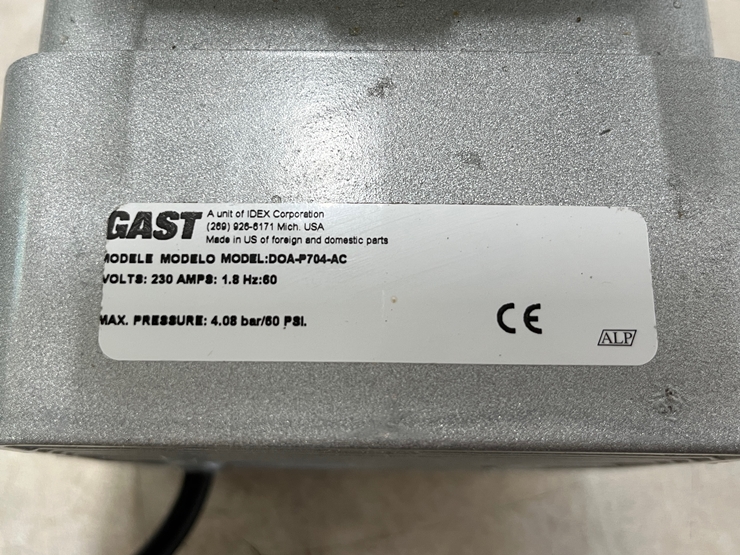 GAST
A unit of IDEX Corporation
(269) 926-6171 Mich. USA
Made in US of foreign and domestic parts
MODELE MODELO MODEL:DOA-P704-AC
VOLTS: 230 AMPS: 1.8 Hz:60
MAX. PRESSURE: 4.08 bar/60 PSI.
CE
ALP